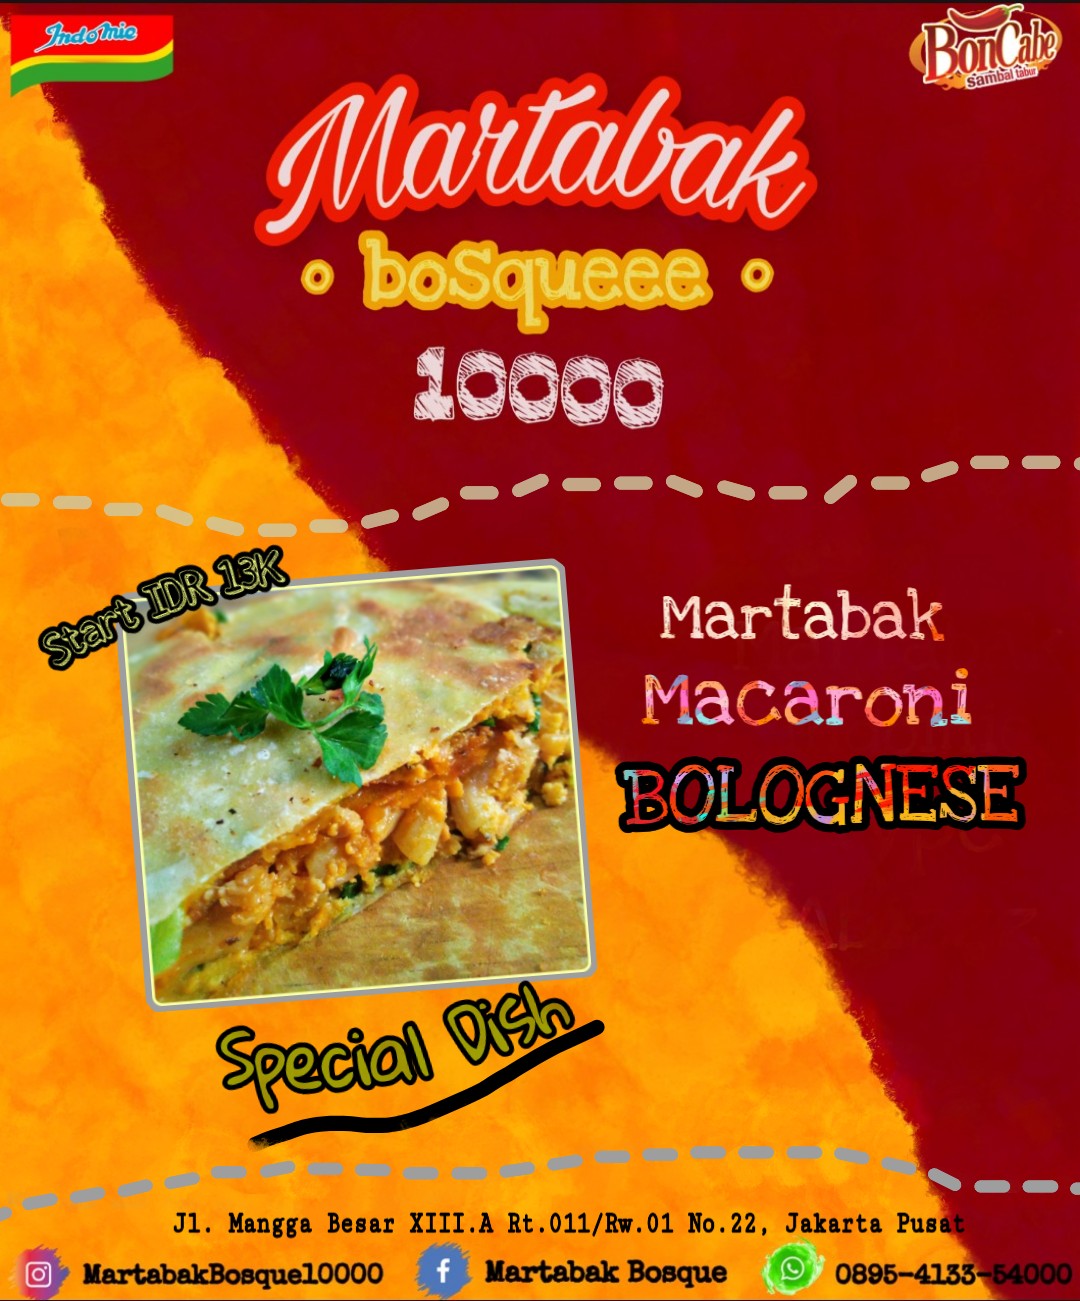 Indomie
BonCabe
sambal tabur
Martabak
• boSqueee •
10000
Start IDR 13K
Martabak
Macaroni
BOLOGNESE
Special Dish
Jl. Mangga Besar XIII.A Rt.011/Rw.01 No.22, Jakarta Pusat
MartabakBosque10000
Martabak Bosque
0895-4133-54000